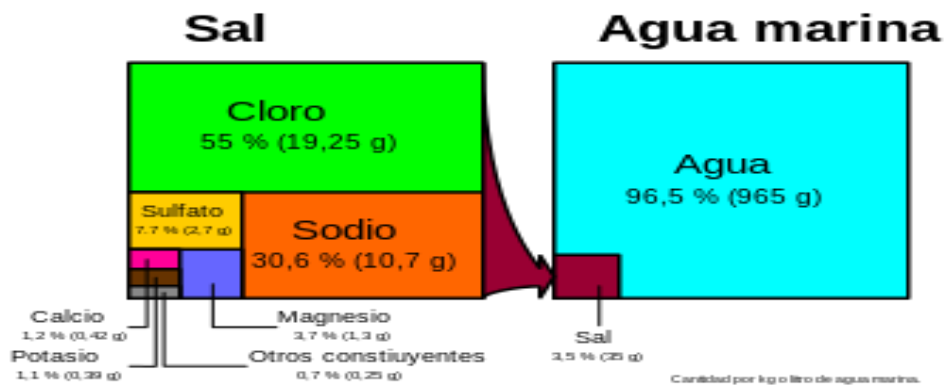 Sal
Agua marina
Cloro
55 % (19,25 g)
Agua
96,5 % (965 g)
Sulfato
7.7 % (2,7 g)
Sodio
30,6 % (10,7 g)
Calcio
1,2 % (0,42 g)
Magnesio
3,7 % (1,3 g)
Sal
3,5 % (35 g)
Potasio
1,1 % (0,39 g)
Otros constiuyentes
0,7 % (0,25 g)
Cantidad por kg o litro de agua marina.